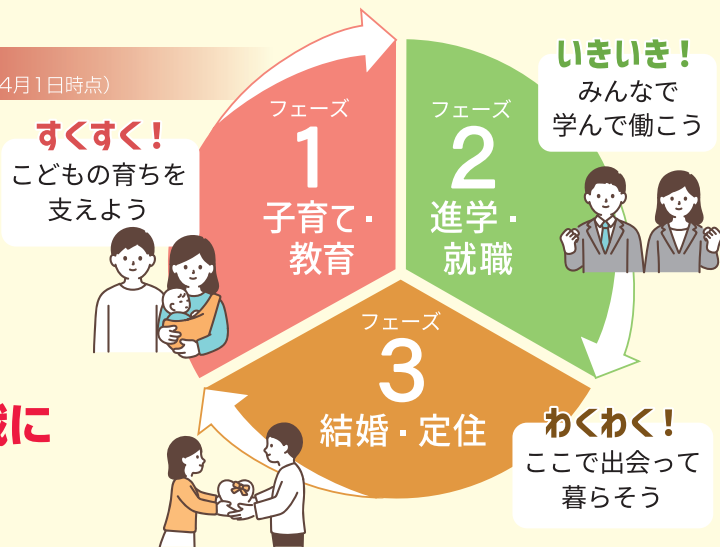 4月1日時点）
すくすく！
こどもの育ちを
支えよう
フェーズ
1
子育て・
教育
フェーズ
2
進学・
就職
いきいき！
みんなで
学んで働こう
フェーズ
3
結婚・定住
わくわく！
ここで出会って
暮らそう
に